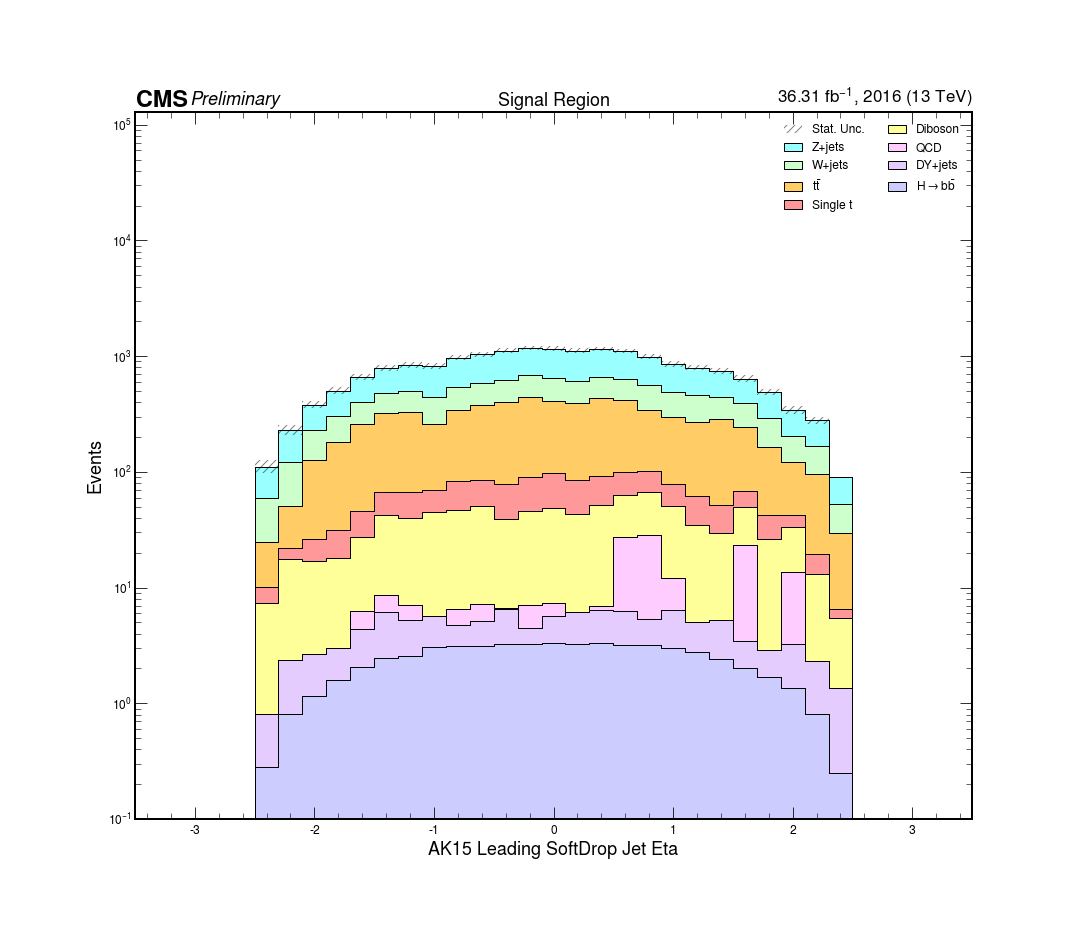 CMS Preliminary Signal Region 36.31 fb⁻¹, 2016 (13 TeV)
Stat. Unc. Diboson
Z+jets QCD
W+jets DY+jets
tt̄ H→bb̄
Single t
10⁵
10⁴
10³
10²
10¹
10⁰
10⁻¹
Events
-3 -2 -1 0 1 2 3
AK15 Leading SoftDrop Jet Eta